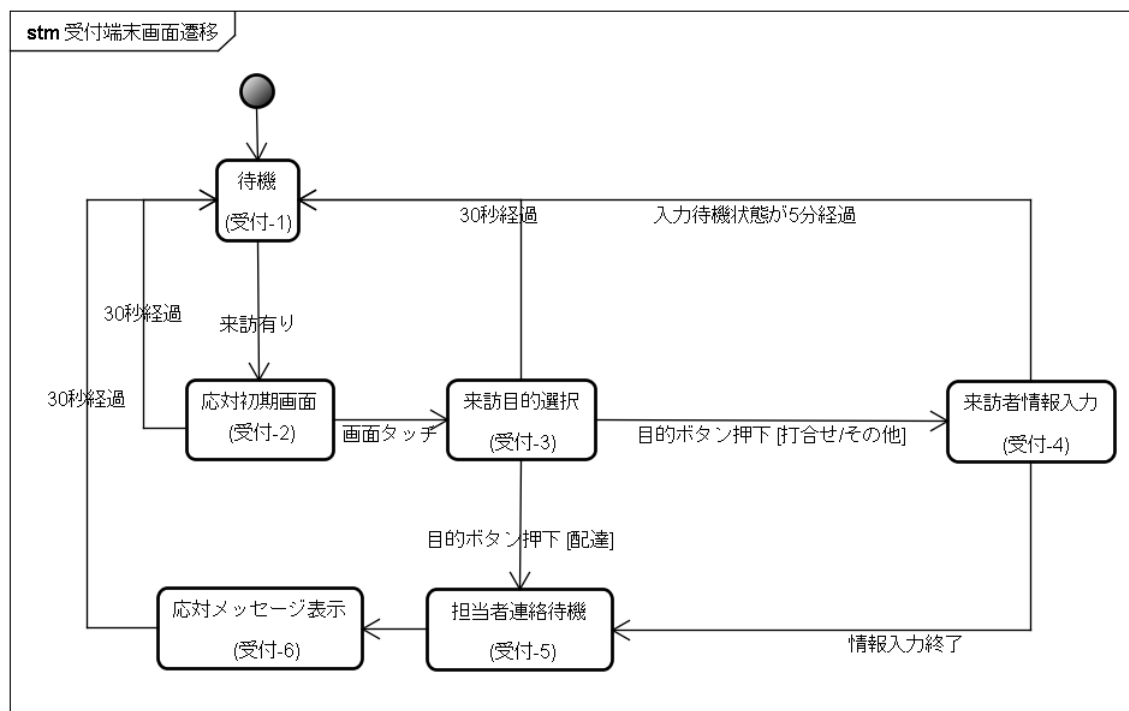 stm 受付端末画面遷移
待機
(受付-1)
30秒経過
入力待機状態が5分経過
30秒経過
来訪有り
30秒経過
応対初期画面
(受付-2)
画面タッチ
来訪目的選択
(受付-3)
目的ボタン押下 [打合せ/その他]
来訪者情報入力
(受付-4)
目的ボタン押下 [配達]
応対メッセージ表示
(受付-6)
担当者連絡待機
(受付-5)
情報入力終了